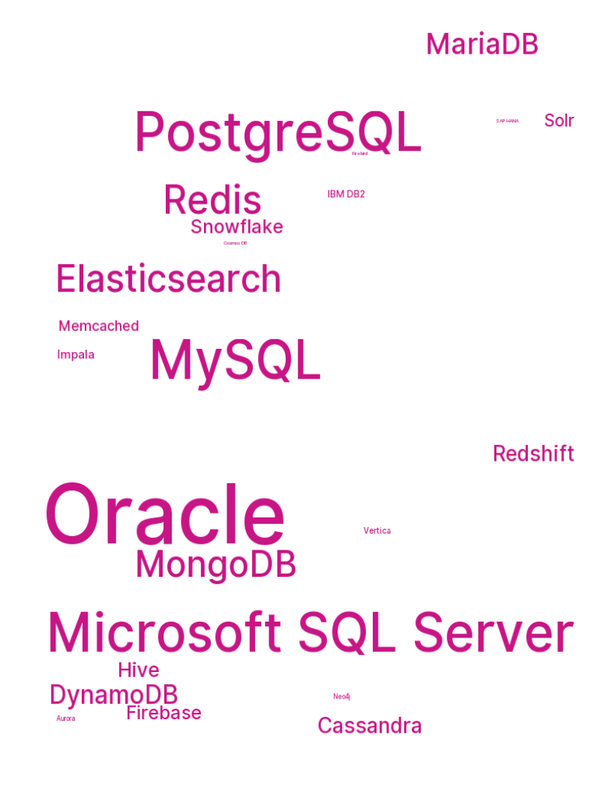 MariaDB
PostgreSQL
SAP HANA
Solr
Firebird
Redis
IBM DB2
Snowflake
Cosmos DB
Elasticsearch
Memcached
MySQL
Impala
Redshift
Oracle
Vertica
MongoDB
Microsoft SQL Server
Hive
DynamoDB
Neo4j
Firebase
Aurora
Cassandra